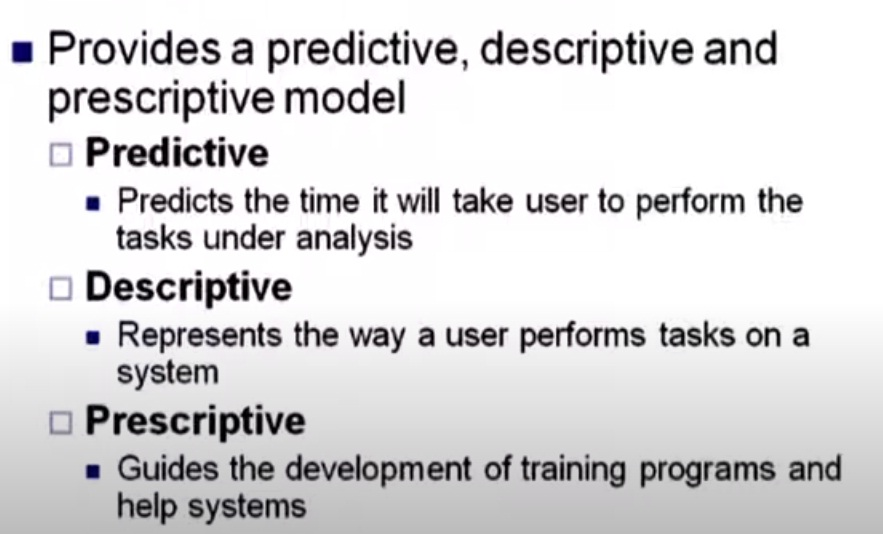 Provides a predictive, descriptive and
prescriptive model
Predictive
Predicts the time it will take user to perform the
tasks under analysis
Descriptive
Represents the way a user performs tasks on a
system
Prescriptive
Guides the development of training programs and
help systems